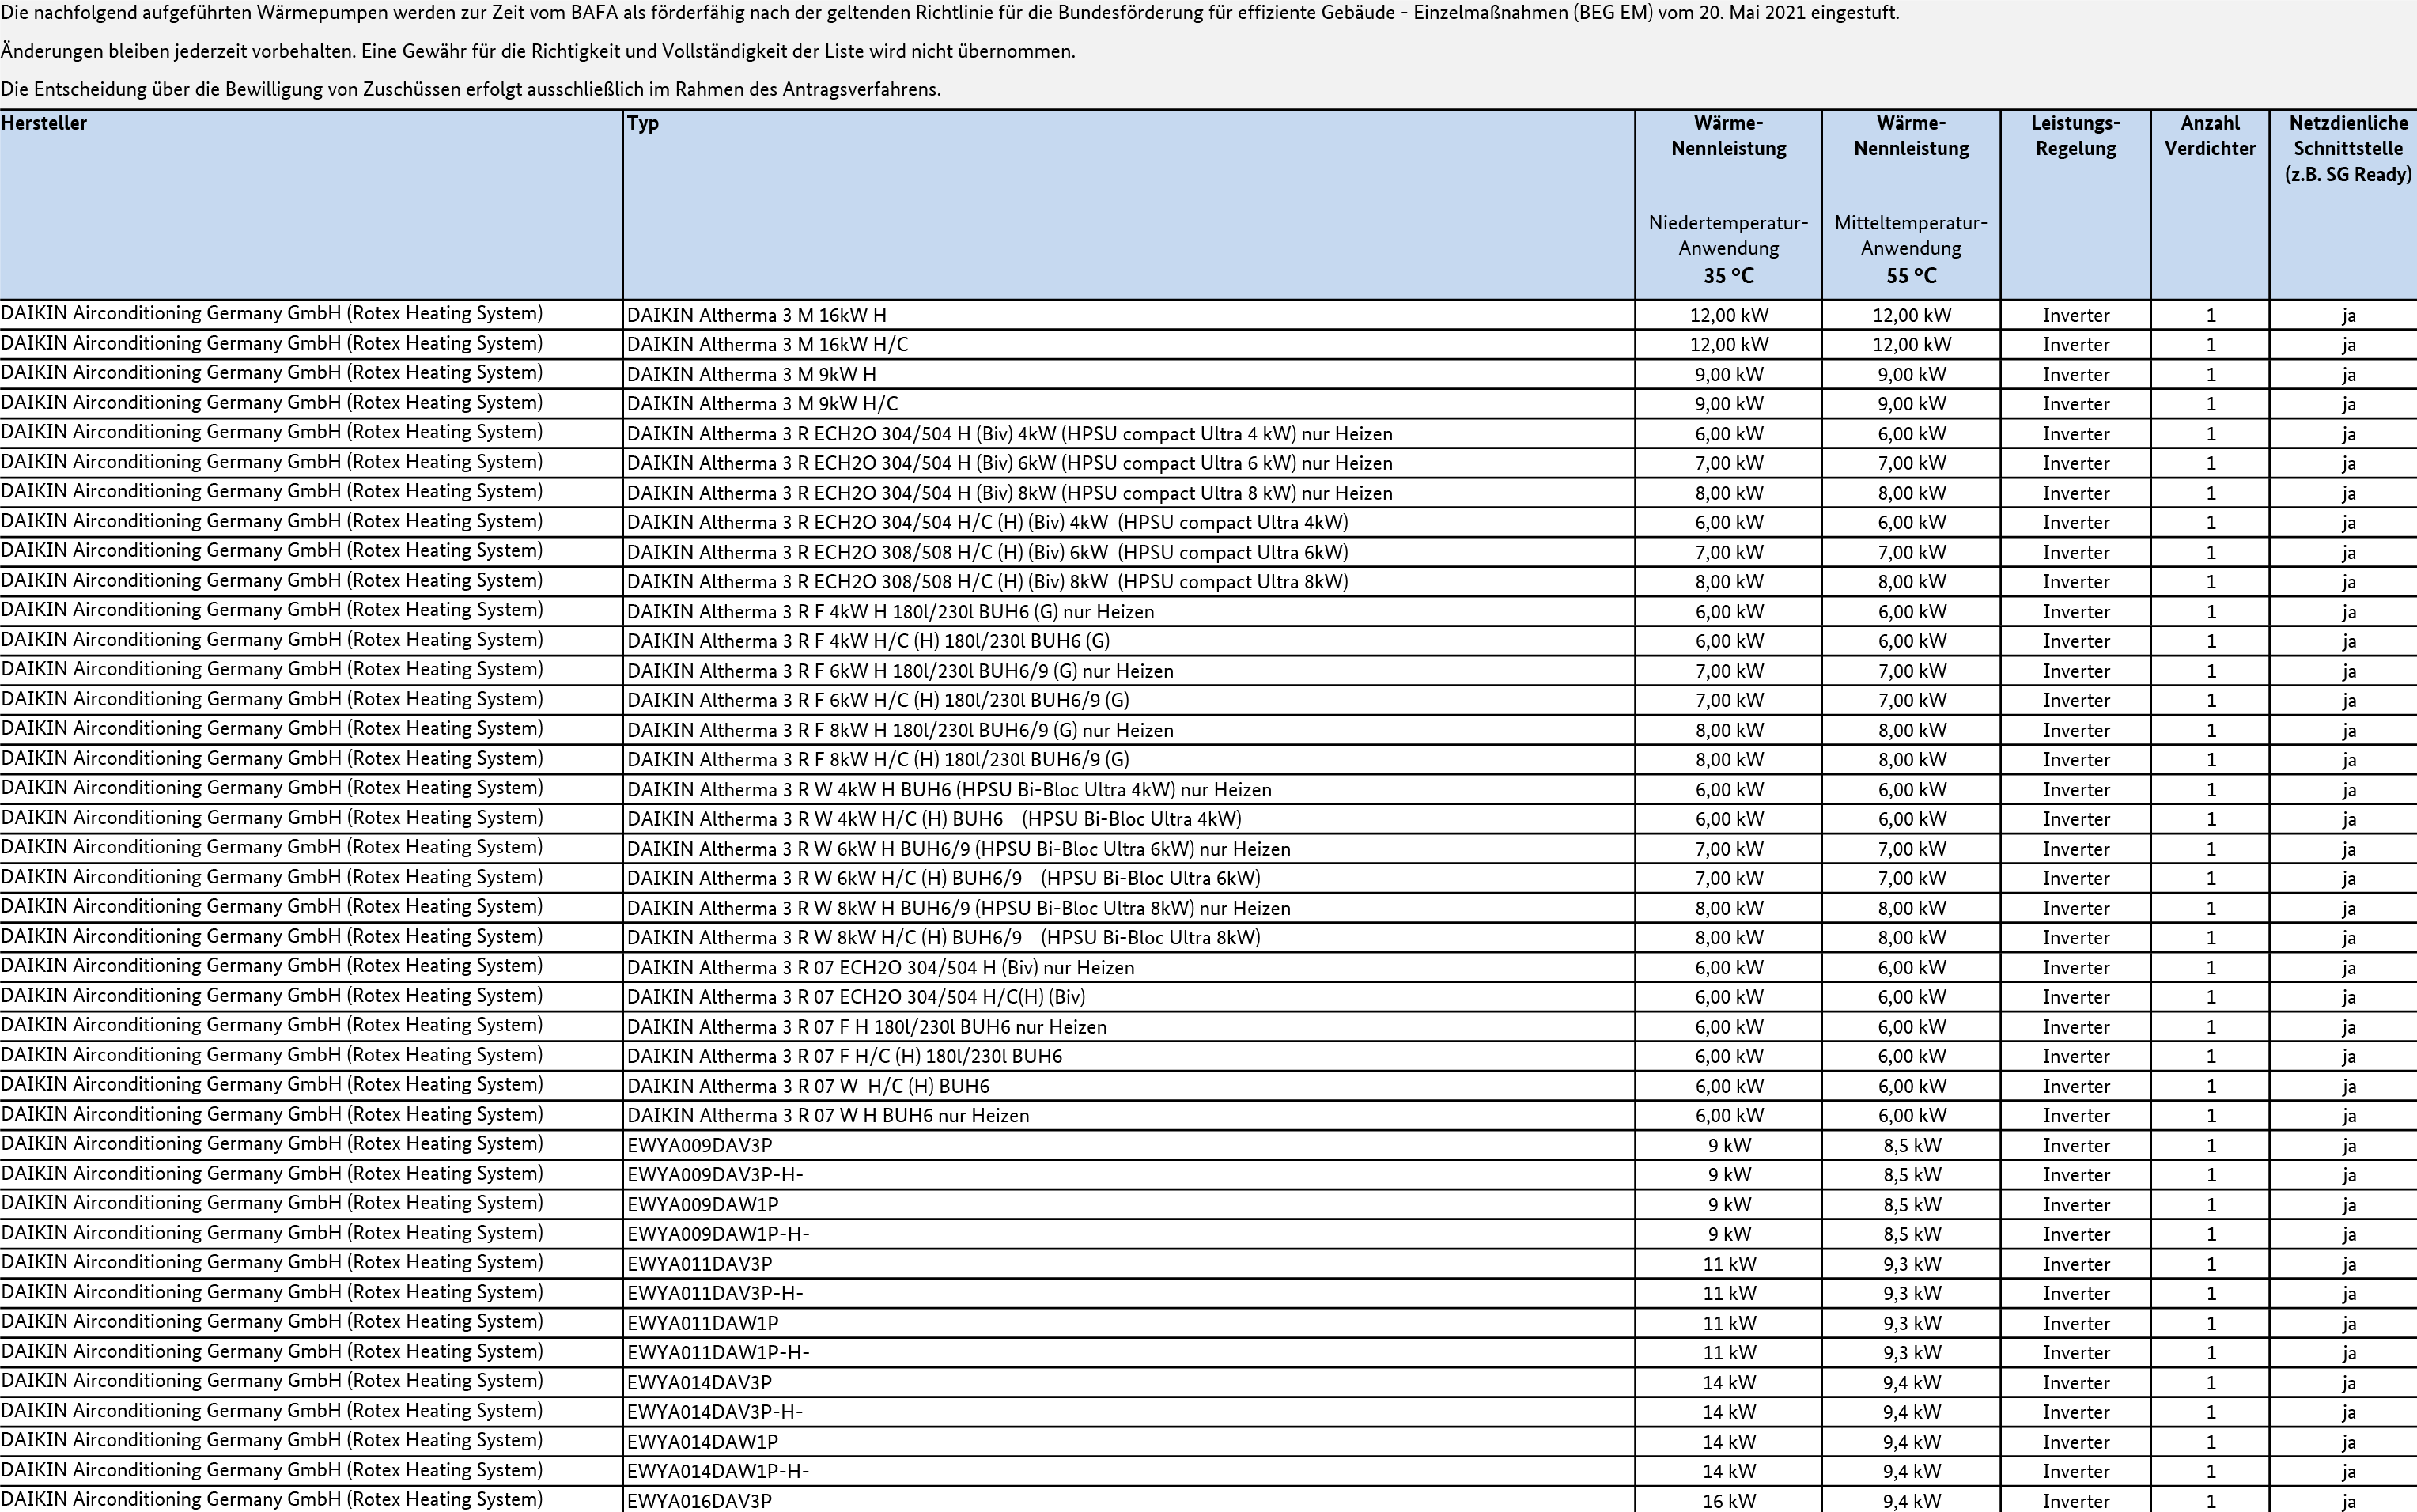 Die nachfolgend aufgeführten Wärmepumpen werden zur Zeit vom BAFA als förderfähig nach der geltenden Richtlinie für die Bundesförderung für effiziente Gebäude - Einzelmaßnahmen (BEG EM) vom 20. Mai 2021 eingestuft.
Änderungen bleiben jederzeit vorbehalten. Eine Gewähr für die Richtigkeit und Vollständigkeit der Liste wird nicht übernommen.
Die Entscheidung über die Bewilligung von Zuschüssen erfolgt ausschließlich im Rahmen des Antragsverfahrens.
Hersteller Typ Wärme- Wärme- Leistungs- Anzahl Netzdienliche
Nennleistung Nennleistung Regelung Verdichter Schnittstelle
(z.B. SG Ready)
Niedertemperatur- Mitteltemperatur-
Anwendung Anwendung
35 °C 55 °C
DAIKIN Airconditioning Germany GmbH (Rotex Heating System) DAIKIN Altherma 3 M 16kW H 12,00 kW 12,00 kW Inverter 1 ja
DAIKIN Airconditioning Germany GmbH (Rotex Heating System) DAIKIN Altherma 3 M 16kW H/C 12,00 kW 12,00 kW Inverter 1 ja
DAIKIN Airconditioning Germany GmbH (Rotex Heating System) DAIKIN Altherma 3 M 9kW H 9,00 kW 9,00 kW Inverter 1 ja
DAIKIN Airconditioning Germany GmbH (Rotex Heating System) DAIKIN Altherma 3 M 9kW H/C 9,00 kW 9,00 kW Inverter 1 ja
DAIKIN Airconditioning Germany GmbH (Rotex Heating System) DAIKIN Altherma 3 R ECH2O 304/504 H (Biv) 4kW (HPSU compact Ultra 4 kW) nur Heizen 6,00 kW 6,00 kW Inverter 1 ja
DAIKIN Airconditioning Germany GmbH (Rotex Heating System) DAIKIN Altherma 3 R ECH2O 304/504 H (Biv) 6kW (HPSU compact Ultra 6 kW) nur Heizen 7,00 kW 7,00 kW Inverter 1 ja
DAIKIN Airconditioning Germany GmbH (Rotex Heating System) DAIKIN Altherma 3 R ECH2O 304/504 H (Biv) 8kW (HPSU compact Ultra 8 kW) nur Heizen 8,00 kW 8,00 kW Inverter 1 ja
DAIKIN Airconditioning Germany GmbH (Rotex Heating System) DAIKIN Altherma 3 R ECH2O 304/504 H/C (H) (Biv) 4kW (HPSU compact Ultra 4kW) 6,00 kW 6,00 kW Inverter 1 ja
DAIKIN Airconditioning Germany GmbH (Rotex Heating System) DAIKIN Altherma 3 R ECH2O 308/508 H/C (H) (Biv) 6kW (HPSU compact Ultra 6kW) 7,00 kW 7,00 kW Inverter 1 ja
DAIKIN Airconditioning Germany GmbH (Rotex Heating System) DAIKIN Altherma 3 R ECH2O 308/508 H/C (H) (Biv) 8kW (HPSU compact Ultra 8kW) 8,00 kW 8,00 kW Inverter 1 ja
DAIKIN Airconditioning Germany GmbH (Rotex Heating System) DAIKIN Altherma 3 R F 4kW H 180l/230l BUH6 (G) nur Heizen 6,00 kW 6,00 kW Inverter 1 ja
DAIKIN Airconditioning Germany GmbH (Rotex Heating System) DAIKIN Altherma 3 R F 4kW H/C (H) 180l/230l BUH6 (G) 6,00 kW 6,00 kW Inverter 1 ja
DAIKIN Airconditioning Germany GmbH (Rotex Heating System) DAIKIN Altherma 3 R F 6kW H 180l/230l BUH6/9 (G) nur Heizen 7,00 kW 7,00 kW Inverter 1 ja
DAIKIN Airconditioning Germany GmbH (Rotex Heating System) DAIKIN Altherma 3 R F 6kW H/C (H) 180l/230l BUH6/9 (G) 7,00 kW 7,00 kW Inverter 1 ja
DAIKIN Airconditioning Germany GmbH (Rotex Heating System) DAIKIN Altherma 3 R F 8kW H 180l/230l BUH6/9 (G) nur Heizen 8,00 kW 8,00 kW Inverter 1 ja
DAIKIN Airconditioning Germany GmbH (Rotex Heating System) DAIKIN Altherma 3 R F 8kW H/C (H) 180l/230l BUH6/9 (G) 8,00 kW 8,00 kW Inverter 1 ja
DAIKIN Airconditioning Germany GmbH (Rotex Heating System) DAIKIN Altherma 3 R W 4kW H BUH6 (HPSU Bi-Bloc Ultra 4kW) nur Heizen 6,00 kW 6,00 kW Inverter 1 ja
DAIKIN Airconditioning Germany GmbH (Rotex Heating System) DAIKIN Altherma 3 R W 4kW H/C (H) BUH6 (HPSU Bi-Bloc Ultra 4kW) 6,00 kW 6,00 kW Inverter 1 ja
DAIKIN Airconditioning Germany GmbH (Rotex Heating System) DAIKIN Altherma 3 R W 6kW H BUH6/9 (HPSU Bi-Bloc Ultra 6kW) nur Heizen 7,00 kW 7,00 kW Inverter 1 ja
DAIKIN Airconditioning Germany GmbH (Rotex Heating System) DAIKIN Altherma 3 R W 6kW H/C (H) BUH6/9 (HPSU Bi-Bloc Ultra 6kW) 7,00 kW 7,00 kW Inverter 1 ja
DAIKIN Airconditioning Germany GmbH (Rotex Heating System) DAIKIN Altherma 3 R W 8kW H BUH6/9 (HPSU Bi-Bloc Ultra 8kW) nur Heizen 8,00 kW 8,00 kW Inverter 1 ja
DAIKIN Airconditioning Germany GmbH (Rotex Heating System) DAIKIN Altherma 3 R W 8kW H/C (H) BUH6/9 (HPSU Bi-Bloc Ultra 8kW) 8,00 kW 8,00 kW Inverter 1 ja
DAIKIN Airconditioning Germany GmbH (Rotex Heating System) DAIKIN Altherma 3 R 07 ECH2O 304/504 H (Biv) nur Heizen 6,00 kW 6,00 kW Inverter 1 ja
DAIKIN Airconditioning Germany GmbH (Rotex Heating System) DAIKIN Altherma 3 R 07 ECH2O 304/504 H/C(H) (Biv) 6,00 kW 6,00 kW Inverter 1 ja
DAIKIN Airconditioning Germany GmbH (Rotex Heating System) DAIKIN Altherma 3 R 07 F H 180l/230l BUH6 nur Heizen 6,00 kW 6,00 kW Inverter 1 ja
DAIKIN Airconditioning Germany GmbH (Rotex Heating System) DAIKIN Altherma 3 R 07 F H/C (H) 180l/230l BUH6 6,00 kW 6,00 kW Inverter 1 ja
DAIKIN Airconditioning Germany GmbH (Rotex Heating System) DAIKIN Altherma 3 R 07 W H/C (H) BUH6 6,00 kW 6,00 kW Inverter 1 ja
DAIKIN Airconditioning Germany GmbH (Rotex Heating System) DAIKIN Altherma 3 R 07 W H BUH6 nur Heizen 6,00 kW 6,00 kW Inverter 1 ja
DAIKIN Airconditioning Germany GmbH (Rotex Heating System) EWYA009DAV3P 9 kW 8,5 kW Inverter 1 ja
DAIKIN Airconditioning Germany GmbH (Rotex Heating System) EWYA009DAV3P-H- 9 kW 8,5 kW Inverter 1 ja
DAIKIN Airconditioning Germany GmbH (Rotex Heating System) EWYA009DAW1P 9 kW 8,5 kW Inverter 1 ja
DAIKIN Airconditioning Germany GmbH (Rotex Heating System) EWYA009DAW1P-H- 9 kW 8,5 kW Inverter 1 ja
DAIKIN Airconditioning Germany GmbH (Rotex Heating System) EWYA011DAV3P 11 kW 9,3 kW Inverter 1 ja
DAIKIN Airconditioning Germany GmbH (Rotex Heating System) EWYA011DAV3P-H- 11 kW 9,3 kW Inverter 1 ja
DAIKIN Airconditioning Germany GmbH (Rotex Heating System) EWYA011DAW1P 11 kW 9,3 kW Inverter 1 ja
DAIKIN Airconditioning Germany GmbH (Rotex Heating System) EWYA011DAW1P-H- 11 kW 9,3 kW Inverter 1 ja
DAIKIN Airconditioning Germany GmbH (Rotex Heating System) EWYA014DAV3P 14 kW 9,4 kW Inverter 1 ja
DAIKIN Airconditioning Germany GmbH (Rotex Heating System) EWYA014DAV3P-H- 14 kW 9,4 kW Inverter 1 ja
DAIKIN Airconditioning Germany GmbH (Rotex Heating System) EWYA014DAW1P 14 kW 9,4 kW Inverter 1 ja
DAIKIN Airconditioning Germany GmbH (Rotex Heating System) EWYA014DAW1P-H- 14 kW 9,4 kW Inverter 1 ja
DAIKIN Airconditioning Germany GmbH (Rotex Heating System) EWYA016DAV3P 16 kW 9,4 kW Inverter 1 ja